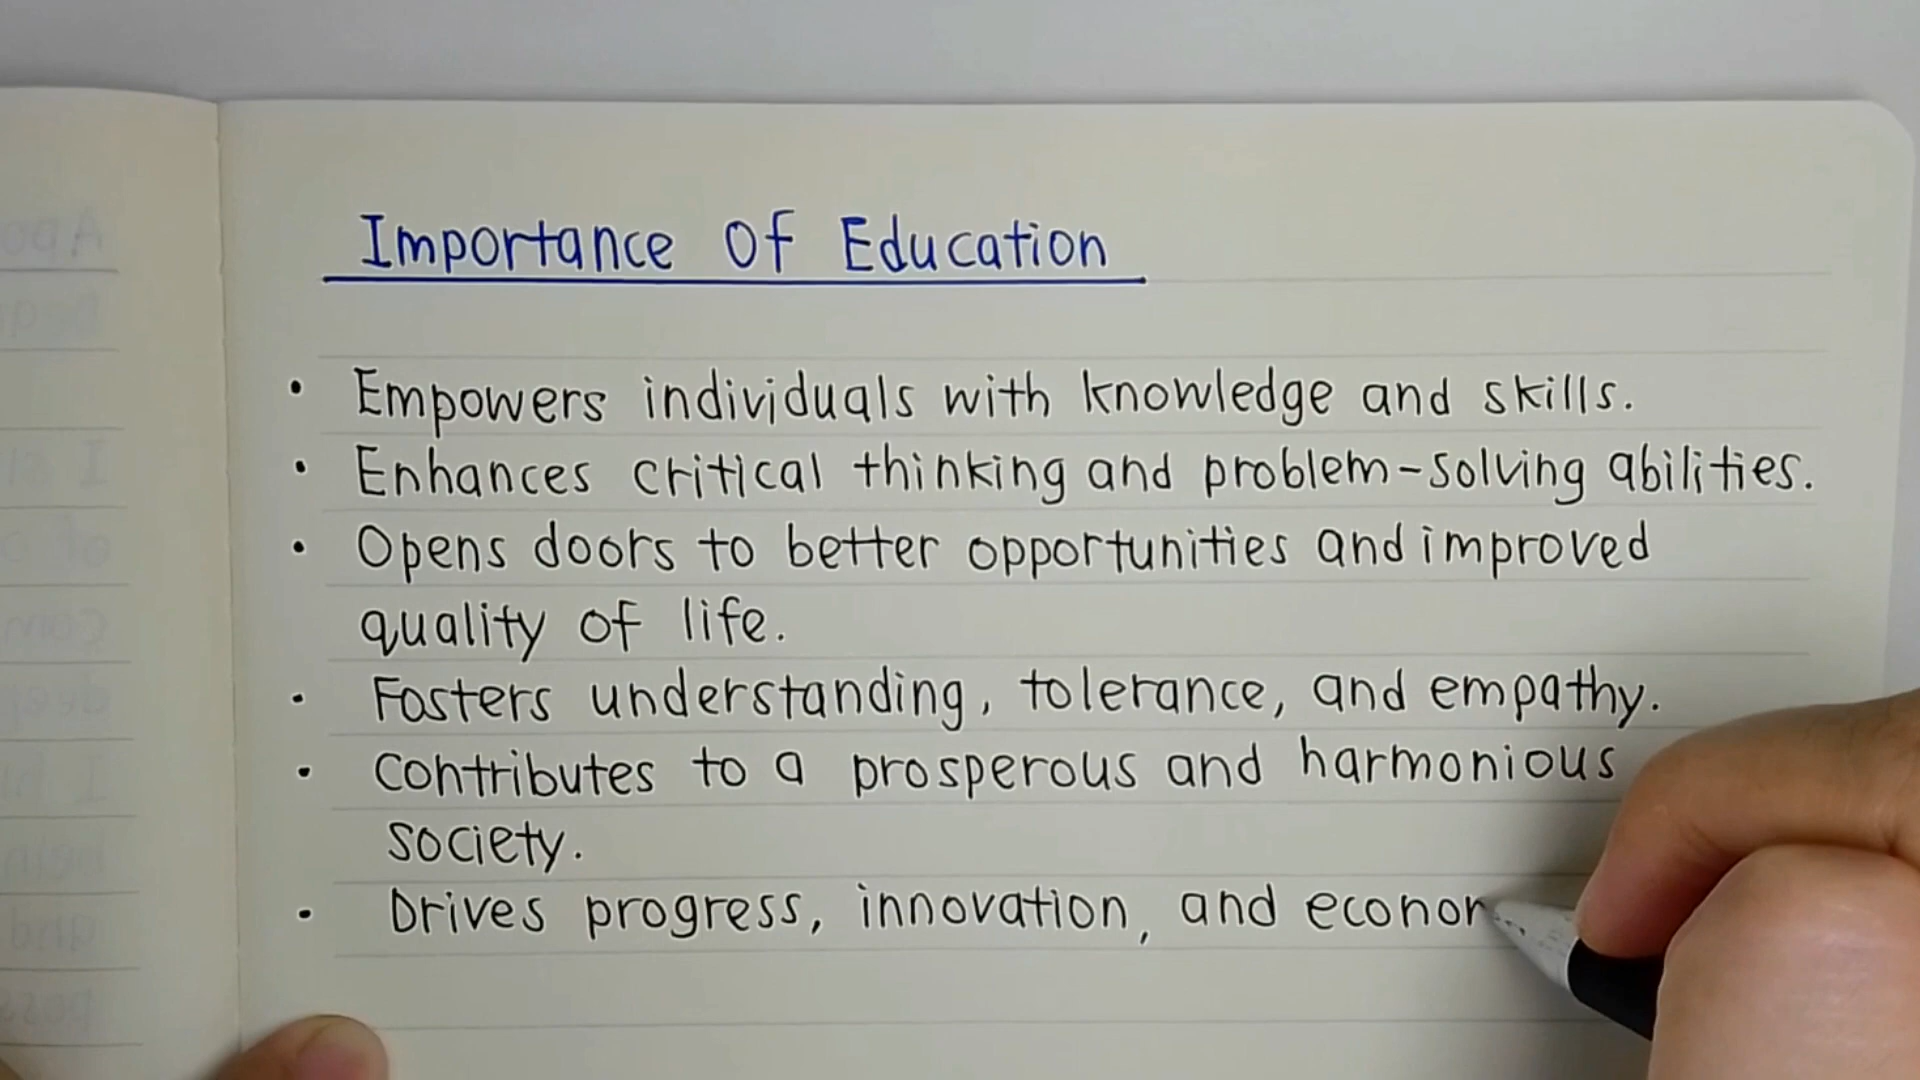 Importance Of Education
• Empowers individuals with knowledge and skills.
• Enhances critical thinking and problem-solving abilities.
• Opens doors to better opportunities and improved
quality of life.
• Fosters understanding, tolerance, and empathy.
• Contributes to a prosperous and harmonious
society.
• Drives progress, innovation, and